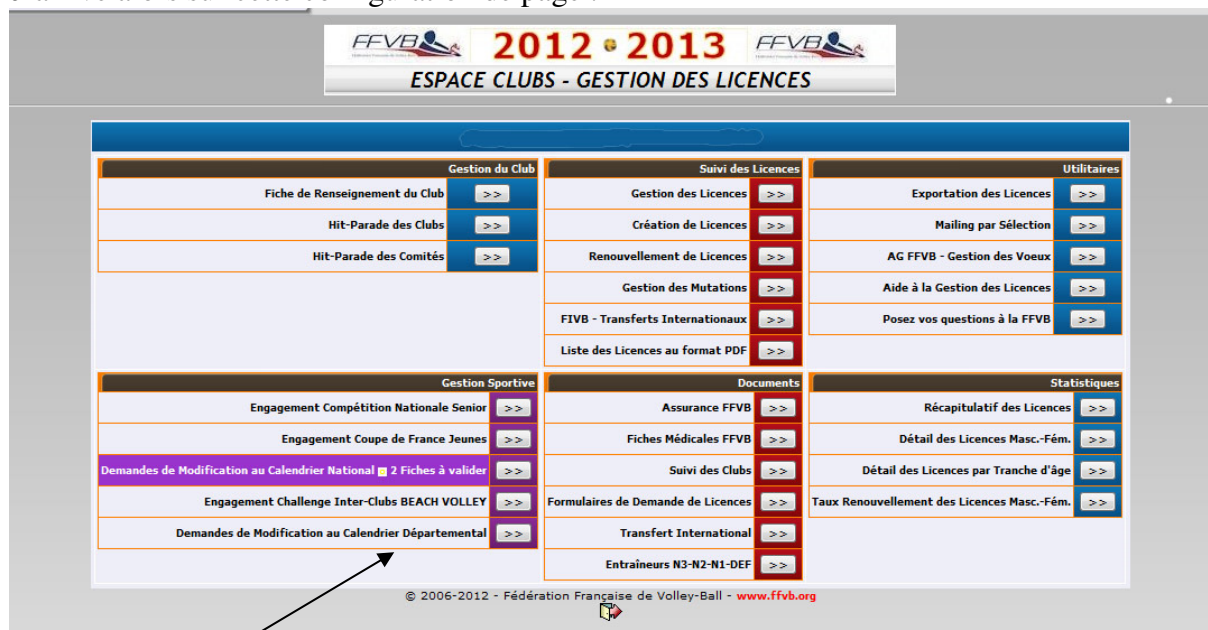 FFVB 2012 • 2013 FFVB
ESPACE CLUBS - GESTION DES LICENCES
Gestion du Club
Fiche de Renseignement du Club >>
Hit-Parade des Clubs >>
Hit-Parade des Comités >>
Suivi des Licences
Gestion des Licences >>
Création de Licences >>
Renouvellement de Licences >>
Gestion des Mutations >>
FIVB - Transferts Internationaux >>
Liste des Licences au format PDF >>
Utilitaires
Exportation des Licences >>
Mailing par Sélection >>
AG FFVB - Gestion des Voeux >>
Aide à la Gestion des Licences >>
Posez vos questions à la FFVB >>
Gestion Sportive
Engagement Compétition Nationale Senior >>
Engagement Coupe de France Jeunes >>
Demandes de Modification au Calendrier National 2 Fiches à valider >>
Engagement Challenge Inter-Clubs BEACH VOLLEY >>
Demandes de Modification au Calendrier Départemental >>
Documents
Assurance FFVB >>
Fiches Médicales FFVB >>
Suivi des Clubs >>
Formulaires de Demande de Licences >>
Transfert International >>
Entraîneurs N3-N2-N1-DEF >>
Statistiques
Récapitulatif des Licences >>
Détail des Licences Masc.-Fém. >>
Détail des Licences par Tranche d'âge >>
Taux Renouvellement des Licences Masc.-Fém. >>
© 2006-2012 - Fédération Française de Volley-Ball - www.ffvb.org